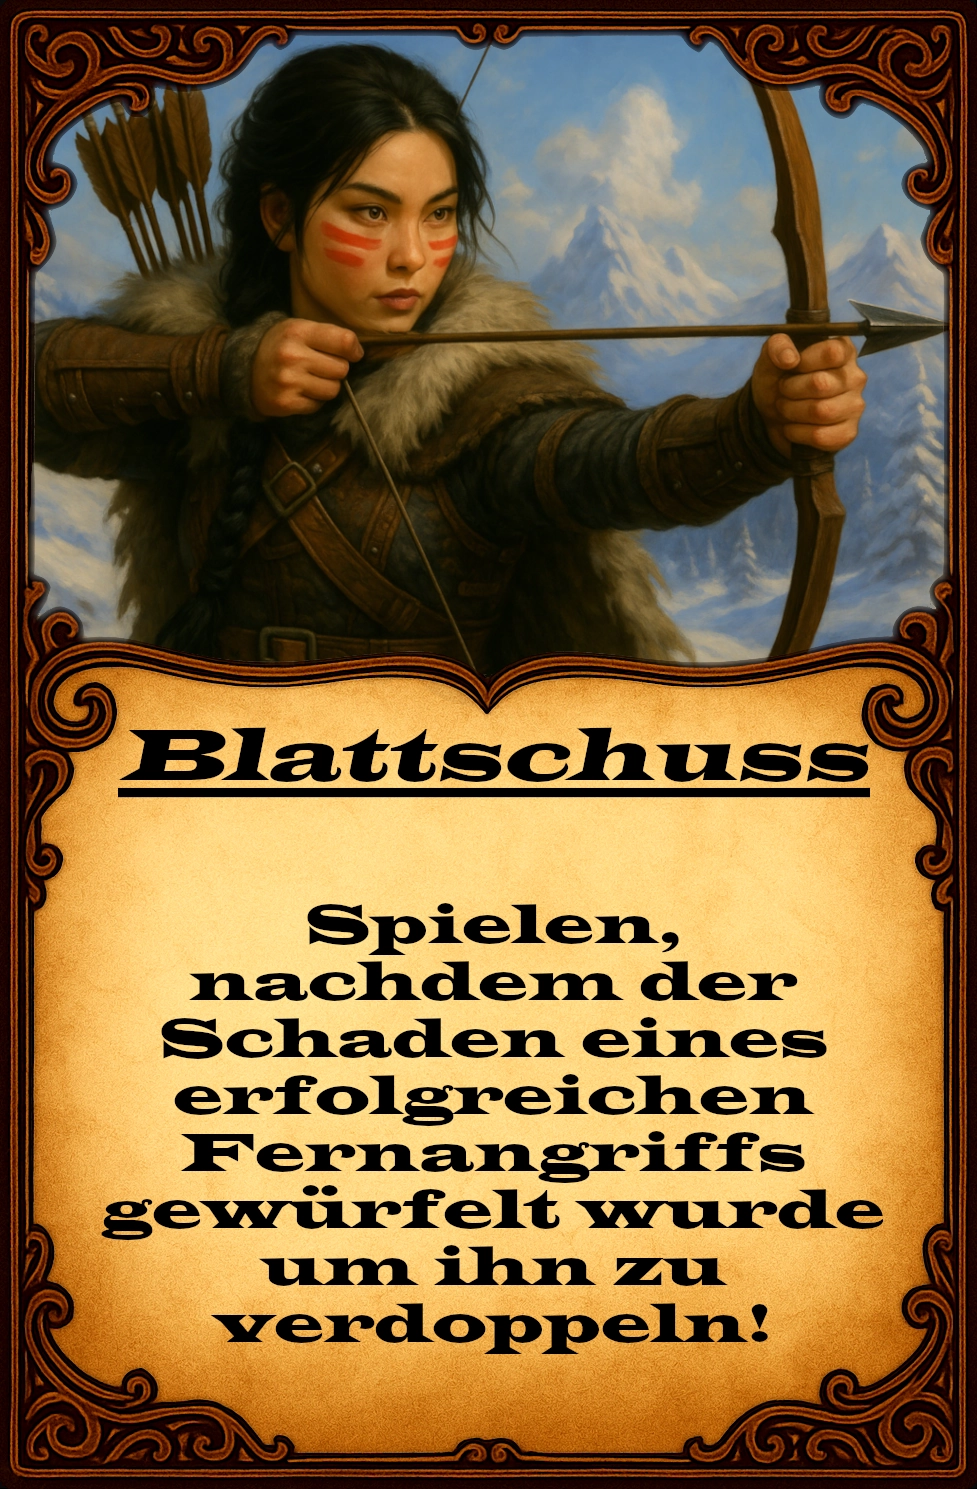 Blattschuss
Spielen,
nachdem der
Schaden eines
erfolgreichen
Fernangriffs
gewürfelt wurde
um ihn zu
verdoppeln!